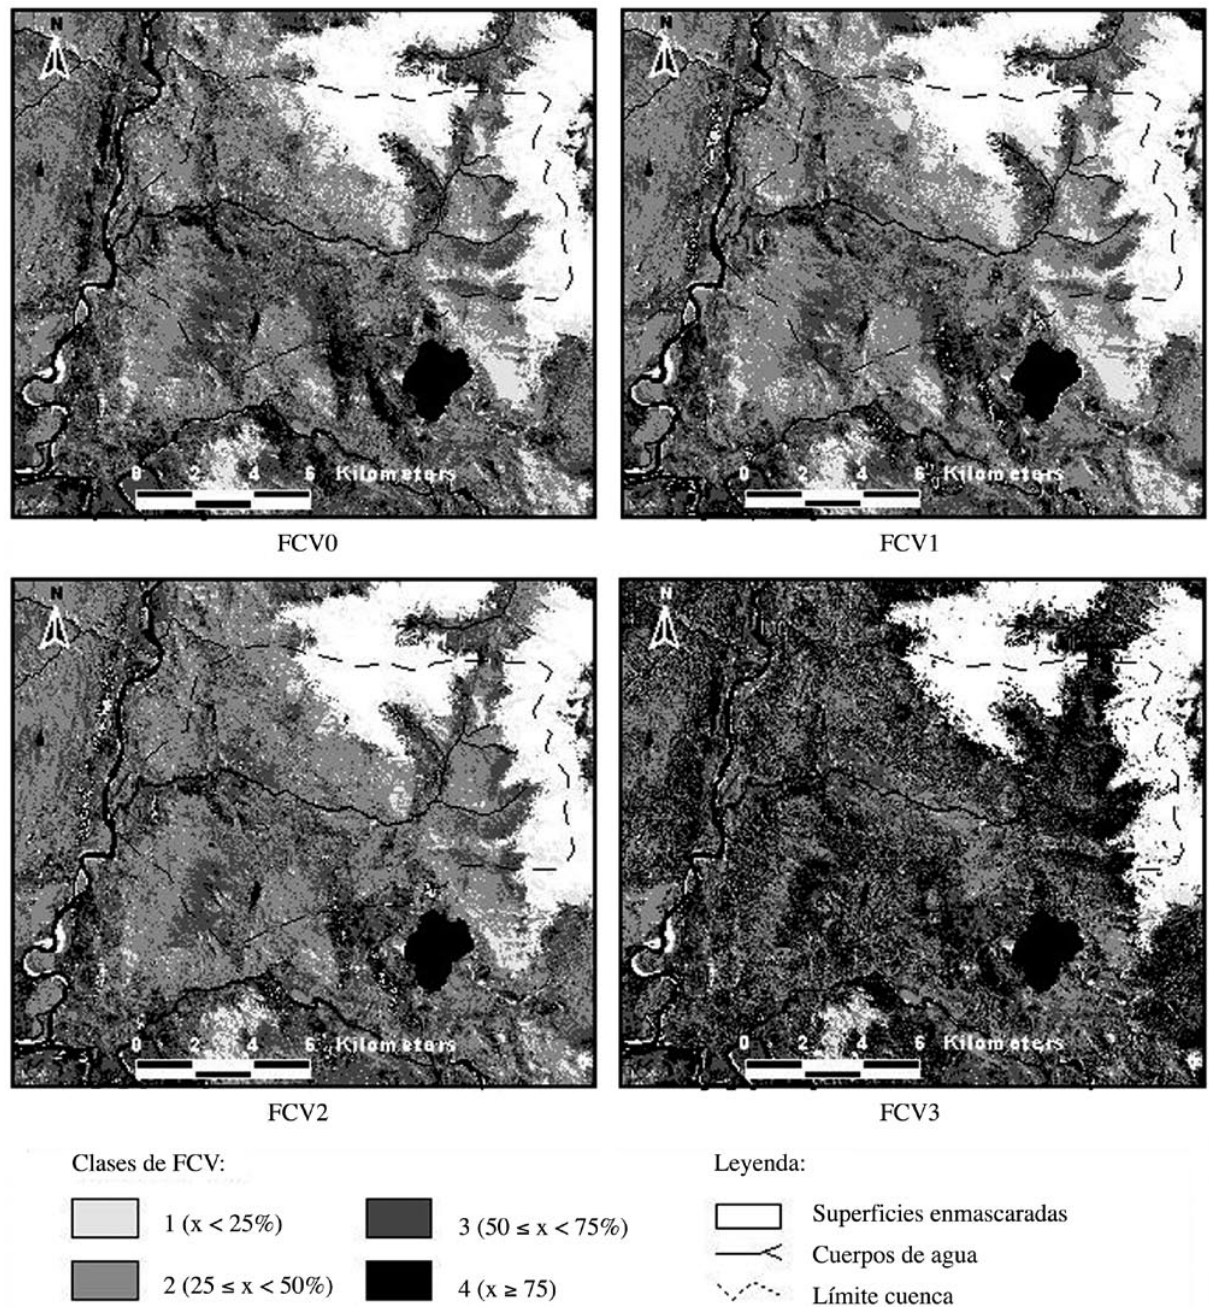 N
N
0 2 4 6 Kilometers
0 2 4 6 Kilometers
FCV0
FCV1
N
N
0 2 4 6 Kilometers
0 2 4 6 Kilometers
FCV2
FCV3
Clases de FCV:
Leyenda:
1 (x < 25%)
3 (50 ≤ x < 75%)
Superficies enmascaradas
Cuerpos de agua
2 (25 ≤ x < 50%)
4 (x ≥ 75)
Límite cuenca